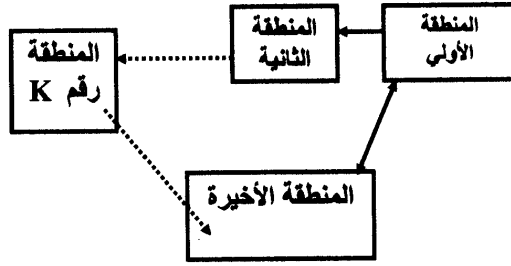 المنطقة
الأولي
المنطقة
الثانية
المنطقة
رقم K
المنطقة الأخيرة